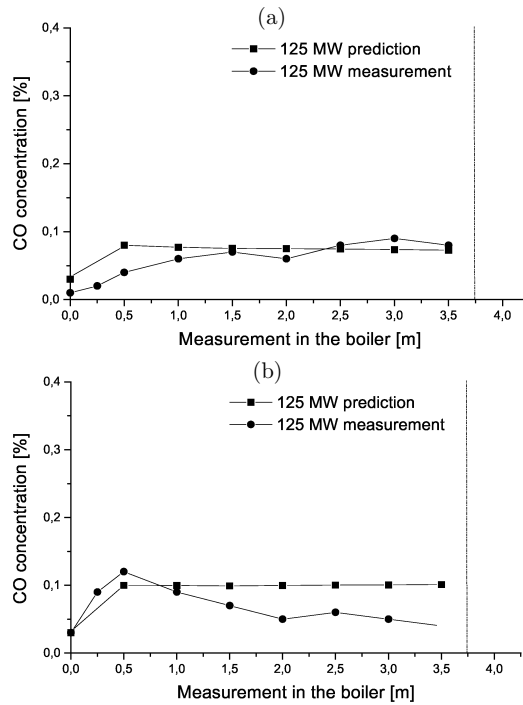 (a)
0,4
0,3
0,2
0,1
0,0
CO concentration [%]
125 MW prediction
125 MW measurement
0,0 0,5 1,0 1,5 2,0 2,5 3,0 3,5 4,0
Measurement in the boiler [m]
(b)
0,4
0,3
0,2
0,1
0,0
CO concentration [%]
125 MW prediction
125 MW measurement
0,0 0,5 1,0 1,5 2,0 2,5 3,0 3,5 4,0
Measurement in the boiler [m]